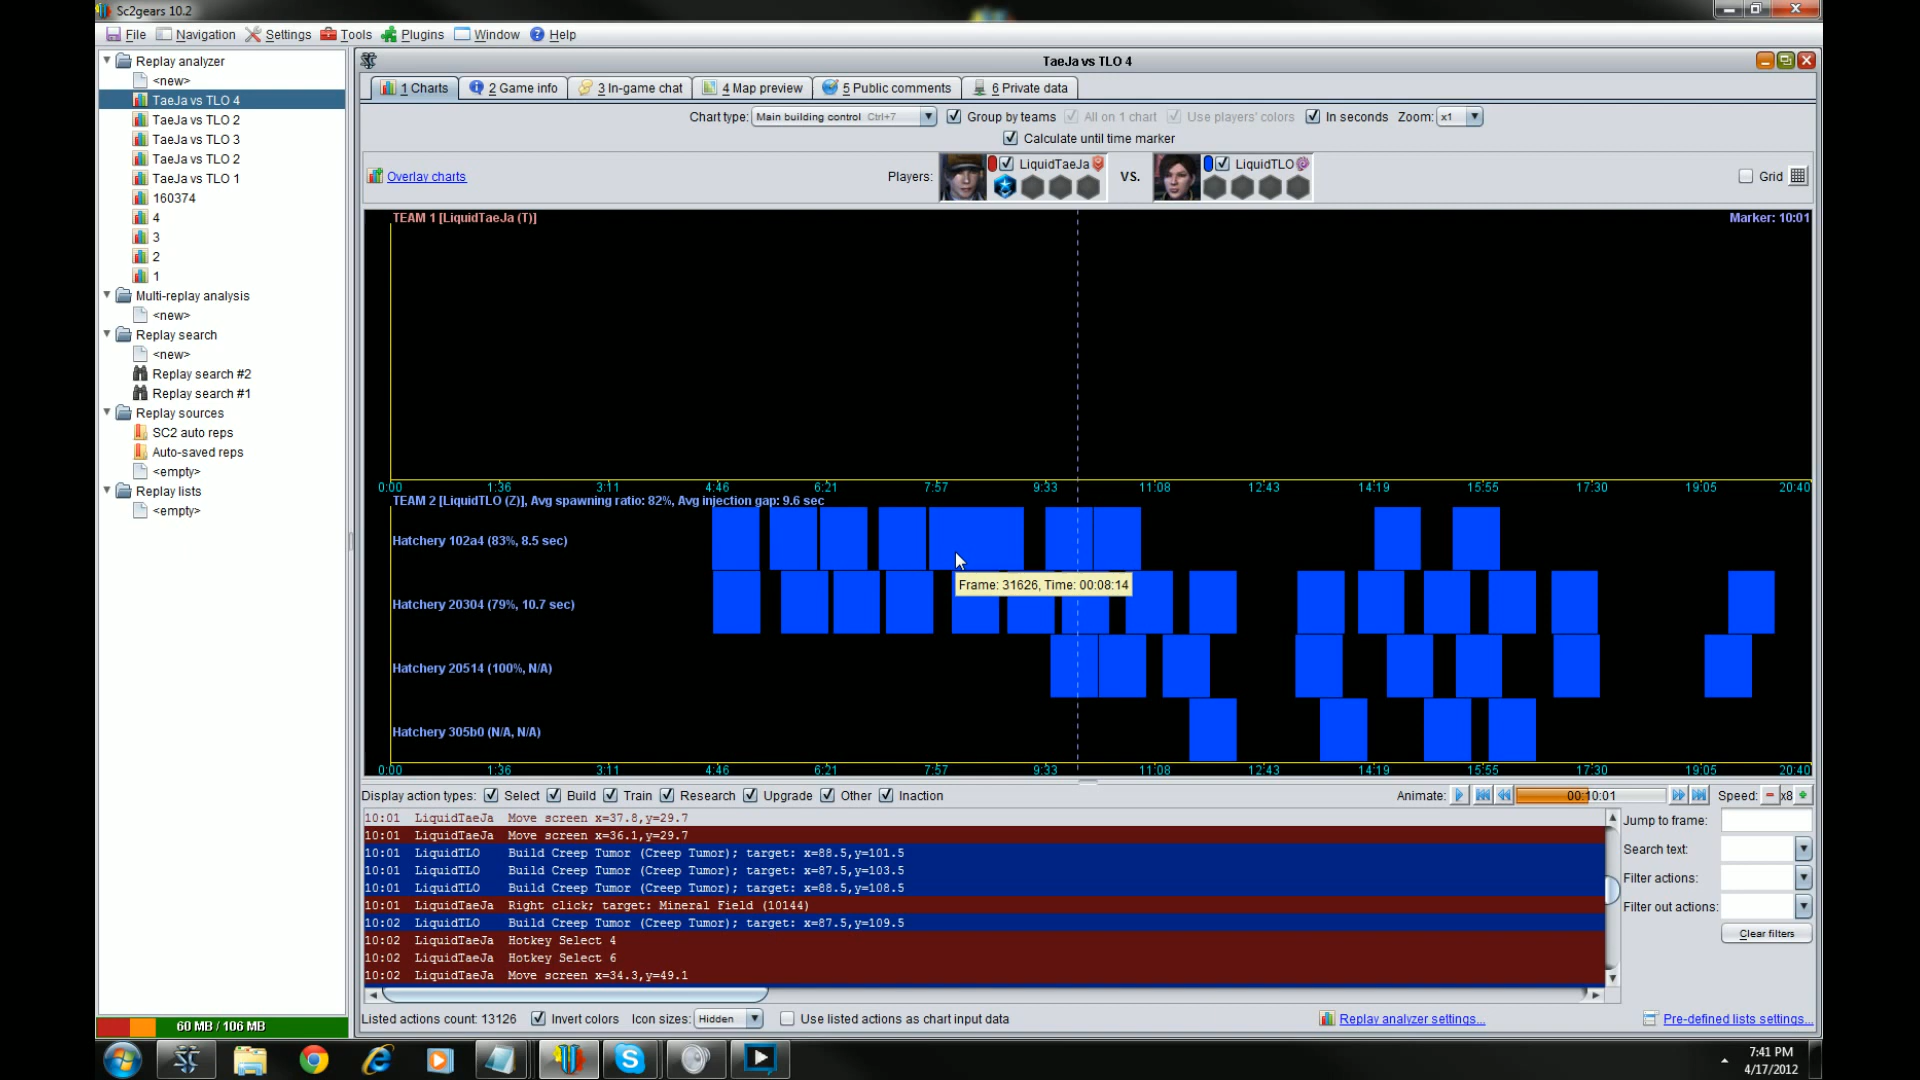 Sc2gears 10.2
File Navigation Settings Tools Plugins Window Help
Replay analyzer
<new>
TaeJa vs TLO 4
TaeJa vs TLO 2
TaeJa vs TLO 3
TaeJa vs TLO 2
TaeJa vs TLO 1
160374
4
3
2
1
Multi-replay analysis
<new>
Replay search
<new>
Replay search #2
Replay search #1
Replay sources
SC2 auto reps
Auto-saved reps
<empty>
Replay lists
<empty>
60 MB / 106 MB
TaeJa vs TLO 4
1 Charts 2 Game info 3 In-game chat 4 Map preview 5 Public comments 6 Private data
Chart type: Main building control Ctrl+7 Group by teams All on 1 chart Use players' colors In seconds Zoom: x1
Calculate until time marker
Overlay charts Players: LiquidTaeJa VS. LiquidTLO Grid
TEAM 1 [LiquidTaeJa (T)] Marker: 10:01
0:00 1:36 3:11 4:46 6:21 7:57 9:33 11:08 12:43 14:19 15:55 17:30 19:05 20:40
TEAM 2 [LiquidTLO (Z)], Avg spawning ratio: 82%, Avg injection gap: 9.6 sec
Hatchery 102a4 (83%, 8.5 sec)
Frame: 31626, Time: 00:08:14
Hatchery 20304 (79%, 10.7 sec)
Hatchery 20514 (100%, N/A)
Hatchery 305b0 (N/A, N/A)
0:00 1:36 3:11 4:46 6:21 7:57 9:33 11:08 12:43 14:19 15:55 17:30 19:05 20:40
Display action types: Select Build Train Research Upgrade Other Inaction Animate: 00:10:01 Speed: x8
10:01 LiquidTaeJa Move screen x=37.8,y=29.7
10:01 LiquidTaeJa Move screen x=36.1,y=29.7
10:01 LiquidTLO Build Creep Tumor (Creep Tumor); target: x=88.5,y=101.5
10:01 LiquidTLO Build Creep Tumor (Creep Tumor); target: x=87.5,y=103.5
10:01 LiquidTLO Build Creep Tumor (Creep Tumor); target: x=88.5,y=108.5
10:01 LiquidTaeJa Right click; target: Mineral Field (10144)
10:02 LiquidTLO Build Creep Tumor (Creep Tumor); target: x=87.5,y=109.5
10:02 LiquidTaeJa Hotkey Select 4
10:02 LiquidTaeJa Hotkey Select 6
10:02 LiquidTaeJa Move screen x=34.3,y=49.1
Jump to frame:
Search text:
Filter actions:
Filter out actions:
Clear filters
Listed actions count: 13126 Invert colors Icon sizes: Hidden Use listed actions as chart input data Replay analyzer settings... Pre-defined lists settings...
7:41 PM
4/17/2012